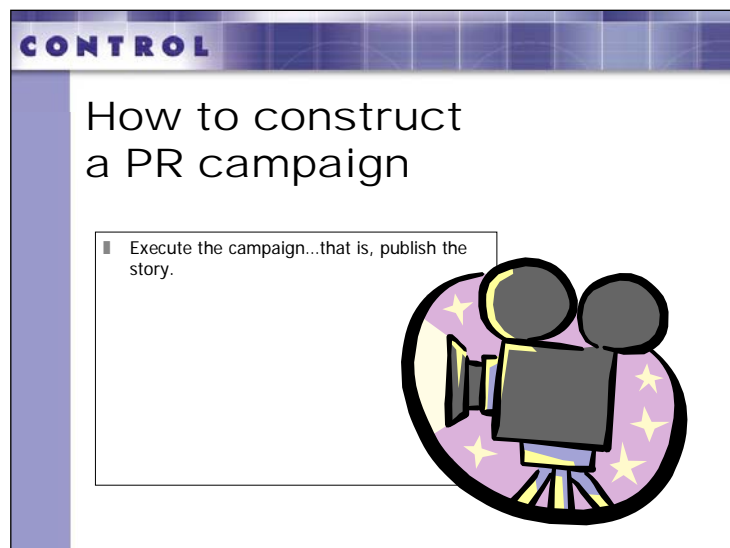 CONTROL
How to construct
a PR campaign
Execute the campaign...that is, publish the
story.